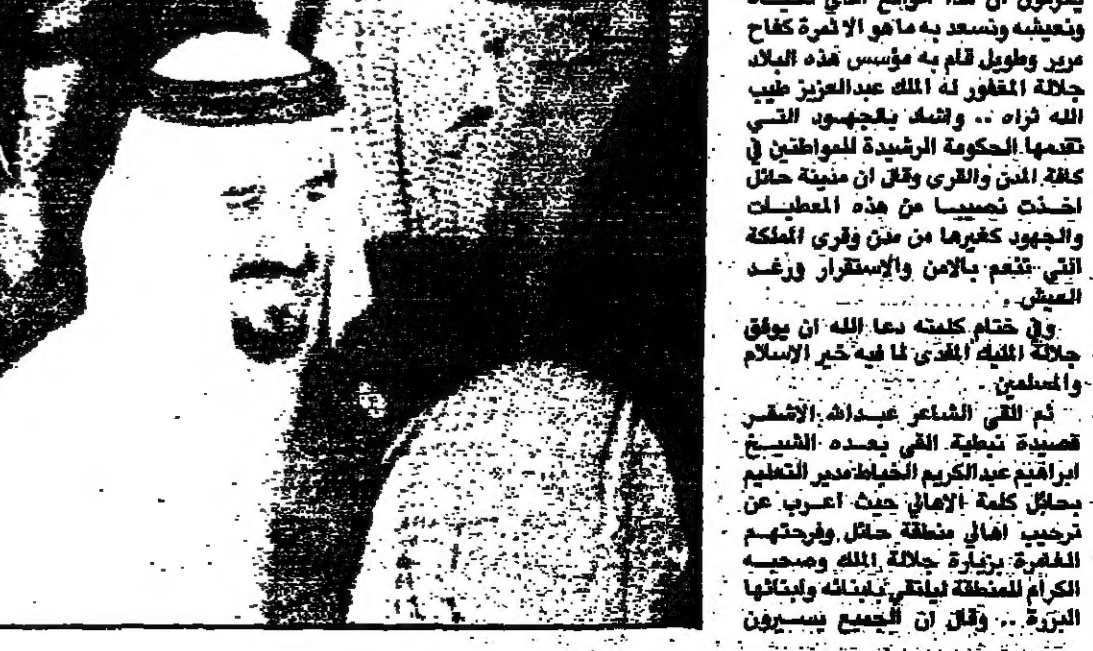 ونعيشه ونسعد به ماهو الا ثمرة كفاح
مرير وطويل قام به مؤسس هذه البلاد
جلالة المغفور له الملك عبدالعزيز طيب
الله ثراه .. واشاد بالجهود التي
تقدمها الحكومة الرشيدة للمواطنين في
كافة المدن والقرى وقال ان مدينة حائل
اخذت نصيبا من هذه المعطيات
والجهود كغيرها من مدن وقرى المملكة
التي تنعم بالامن والاستقرار ورغد
العيش .
وفي ختام كلمته دعا الله ان يوفق
جلالة المليك المفدى لما فيه خير الاسلام
والمسلمين .
ثم القى الشاعر عبدالله الاشقر
قصيدة نبطية القى بعده الشيخ
ابراهيم عبدالكريم الخياط مدير التعليم
بحائل كلمة الاهالي حيث اعرب عن
ترحيب اهالي منطقة حائل وفرحتهم
الغامرة بزيارة جلالة الملك وصحبه
الكرام للمنطقة ليلتقي بابنائه وابنائها
البررة .. وقال ان الجميع يسيرون